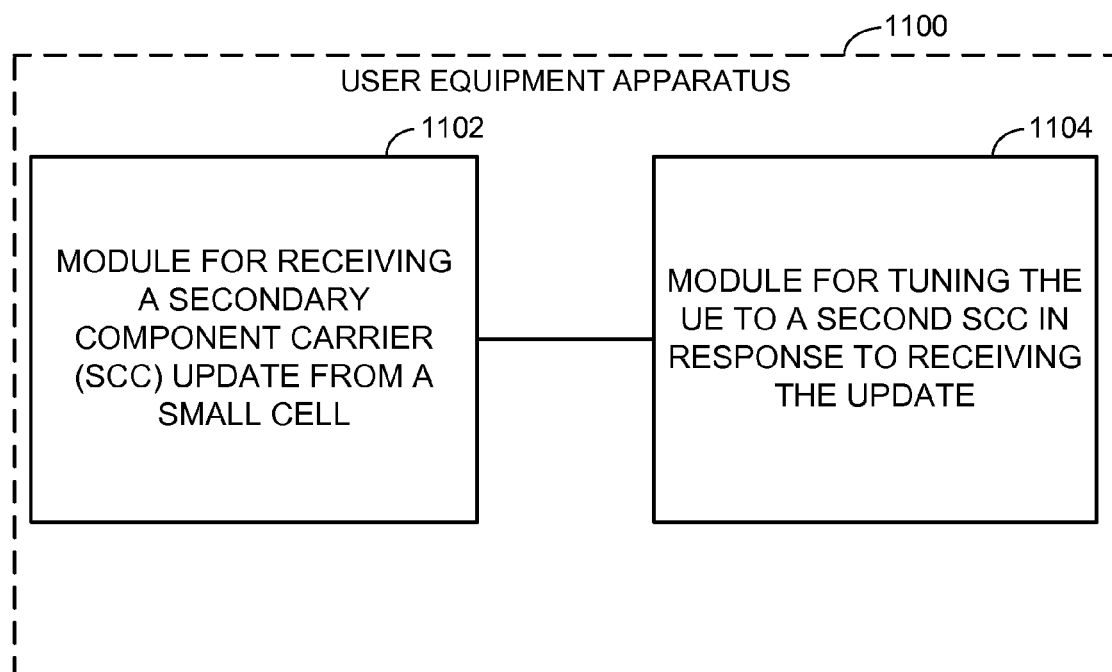 1100
USER EQUIPMENT APPARATUS
1102
1104
MODULE FOR RECEIVING
A SECONDARY
COMPONENT CARRIER
(SCC) UPDATE FROM A
SMALL CELL
MODULE FOR TUNING THE
UE TO A SECOND SCC IN
RESPONSE TO RECEIVING
THE UPDATE